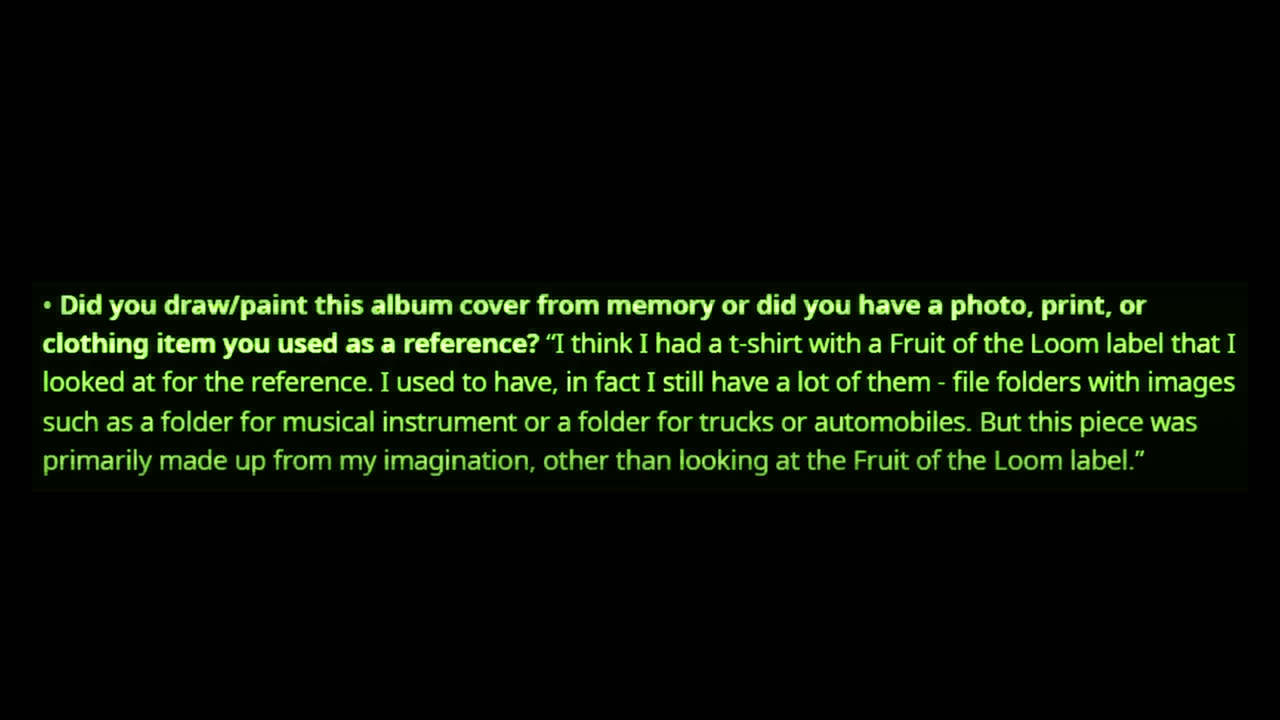 • Did you draw/paint this album cover from memory or did you have a photo, print, or
clothing item you used as a reference? “I think I had a t-shirt with a Fruit of the Loom label that I
looked at for the reference. I used to have, in fact I still have a lot of them - file folders with images
such as a folder for musical instrument or a folder for trucks or automobiles. But this piece was
primarily made up from my imagination, other than looking at the Fruit of the Loom label.”